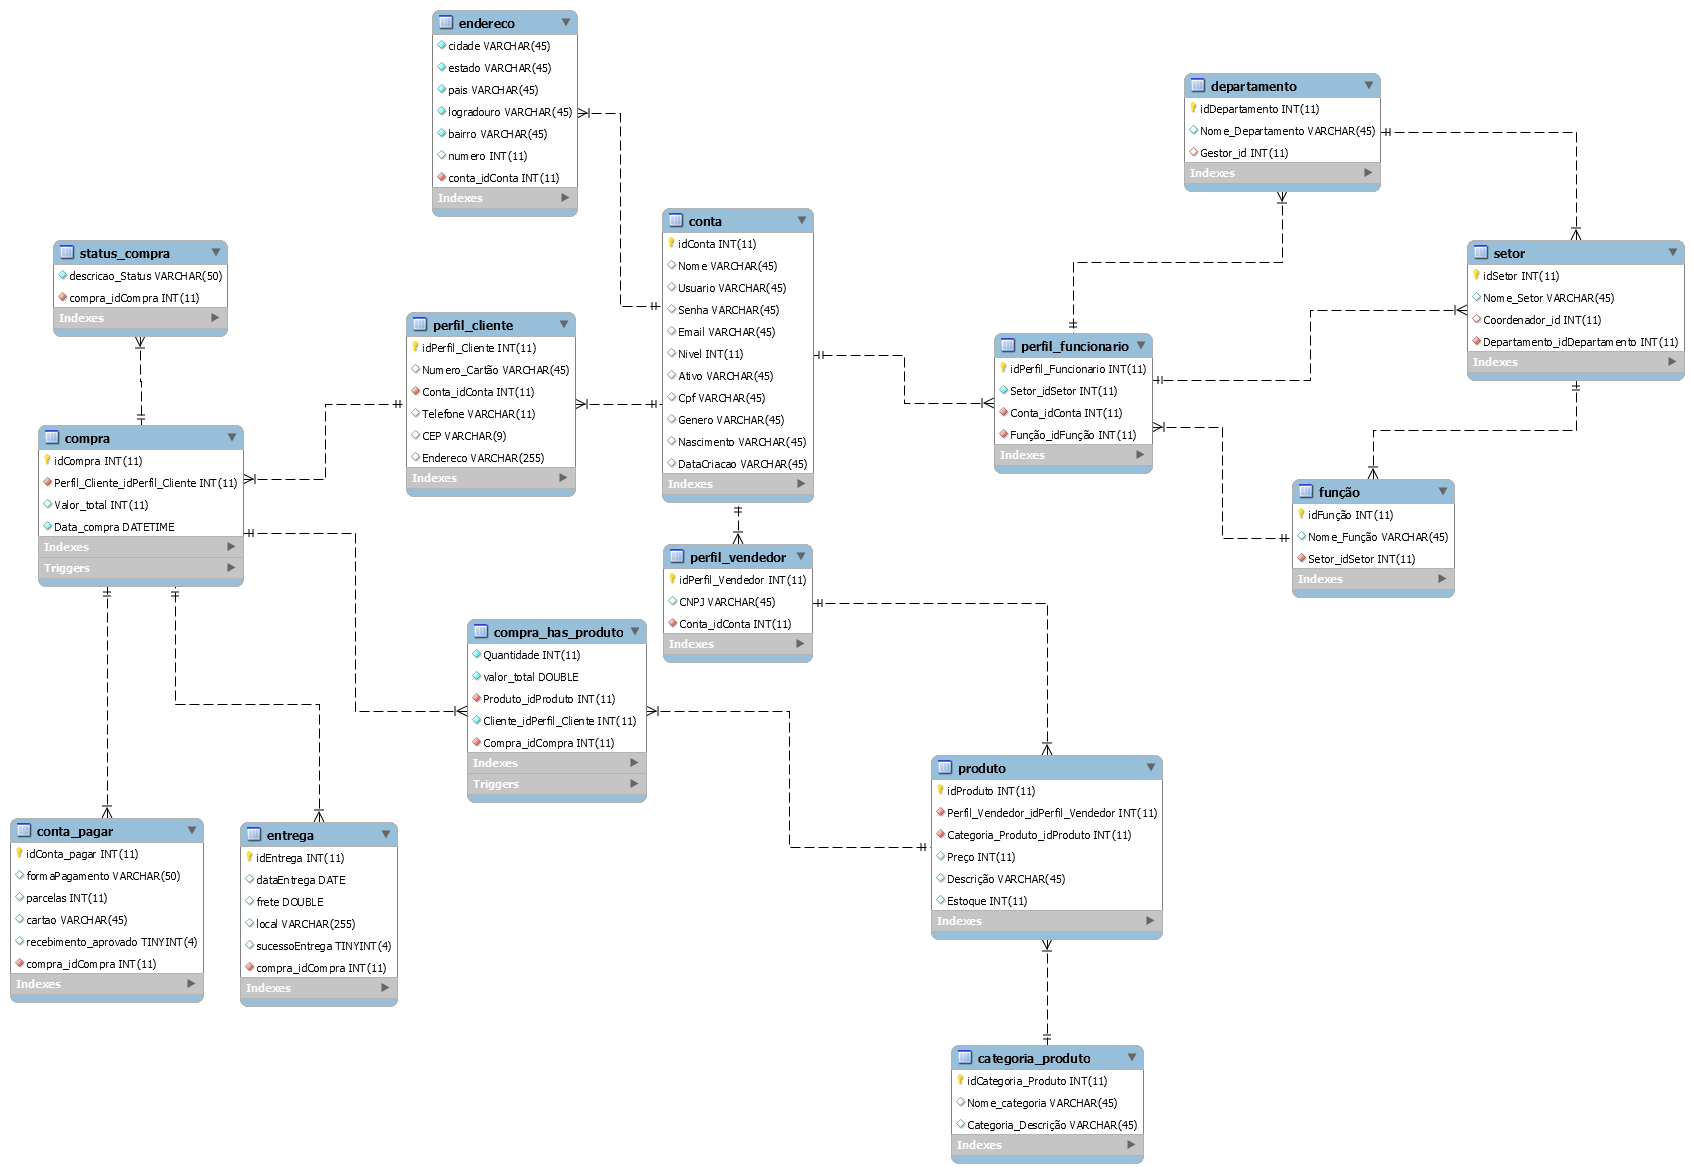 endereco
cidade VARCHAR(45)
estado VARCHAR(45)
pais VARCHAR(45)
logradouro VARCHAR(45)
bairro VARCHAR(45)
numero INT(11)
conta_idConta INT(11)
Indexes
departamento
idDepartamento INT(11)
Nome_Departamento VARCHAR(45)
Gestor_id INT(11)
Indexes
conta
idConta INT(11)
Nome VARCHAR(45)
Usuario VARCHAR(45)
Senha VARCHAR(45)
Email VARCHAR(45)
Nivel INT(11)
Ativo VARCHAR(45)
Cpf VARCHAR(45)
Genero VARCHAR(45)
Nascimento VARCHAR(45)
DataCriacao VARCHAR(45)
Indexes
status_compra
descricao_Status VARCHAR(50)
compra_idCompra INT(11)
Indexes
setor
idSetor INT(11)
Nome_Setor VARCHAR(45)
Coordenador_id INT(11)
Departamento_idDepartamento INT(11)
Indexes
perfil_cliente
idPerfil_Cliente INT(11)
Numero_Cartão VARCHAR(45)
Conta_idConta INT(11)
Telefone VARCHAR(11)
CEP VARCHAR(9)
Endereco VARCHAR(255)
Indexes
perfil_funcionario
idPerfil_Funcionario INT(11)
Setor_idSetor INT(11)
Conta_idConta INT(11)
Função_idFunção INT(11)
Indexes
compra
idCompra INT(11)
Perfil_Cliente_idPerfil_Cliente INT(11)
Valor_total INT(11)
Data_compra DATETIME
Indexes
Triggers
função
idFunção INT(11)
Nome_Função VARCHAR(45)
Setor_idSetor INT(11)
Indexes
perfil_vendedor
idPerfil_Vendedor INT(11)
CNPJ VARCHAR(45)
Conta_idConta INT(11)
Indexes
compra_has_produto
Quantidade INT(11)
valor_total DOUBLE
Produto_idProduto INT(11)
Cliente_idPerfil_Cliente INT(11)
Compra_idCompra INT(11)
Indexes
Triggers
produto
idProduto INT(11)
Perfil_Vendedor_idPerfil_Vendedor INT(11)
Categoria_Produto_idProduto INT(11)
Preço INT(11)
Descrição VARCHAR(45)
Estoque INT(11)
Indexes
conta_pagar
idConta_pagar INT(11)
formaPagamento VARCHAR(50)
parcelas INT(11)
cartao VARCHAR(45)
recebimento_aprovado TINYINT(4)
compra_idCompra INT(11)
Indexes
entrega
idEntrega INT(11)
dataEntrega DATE
frete DOUBLE
local VARCHAR(255)
sucessoEntrega TINYINT(4)
compra_idCompra INT(11)
Indexes
categoria_produto
idCategoria_Produto INT(11)
Nome_categoria VARCHAR(45)
Categoria_Descrição VARCHAR(45)
Indexes